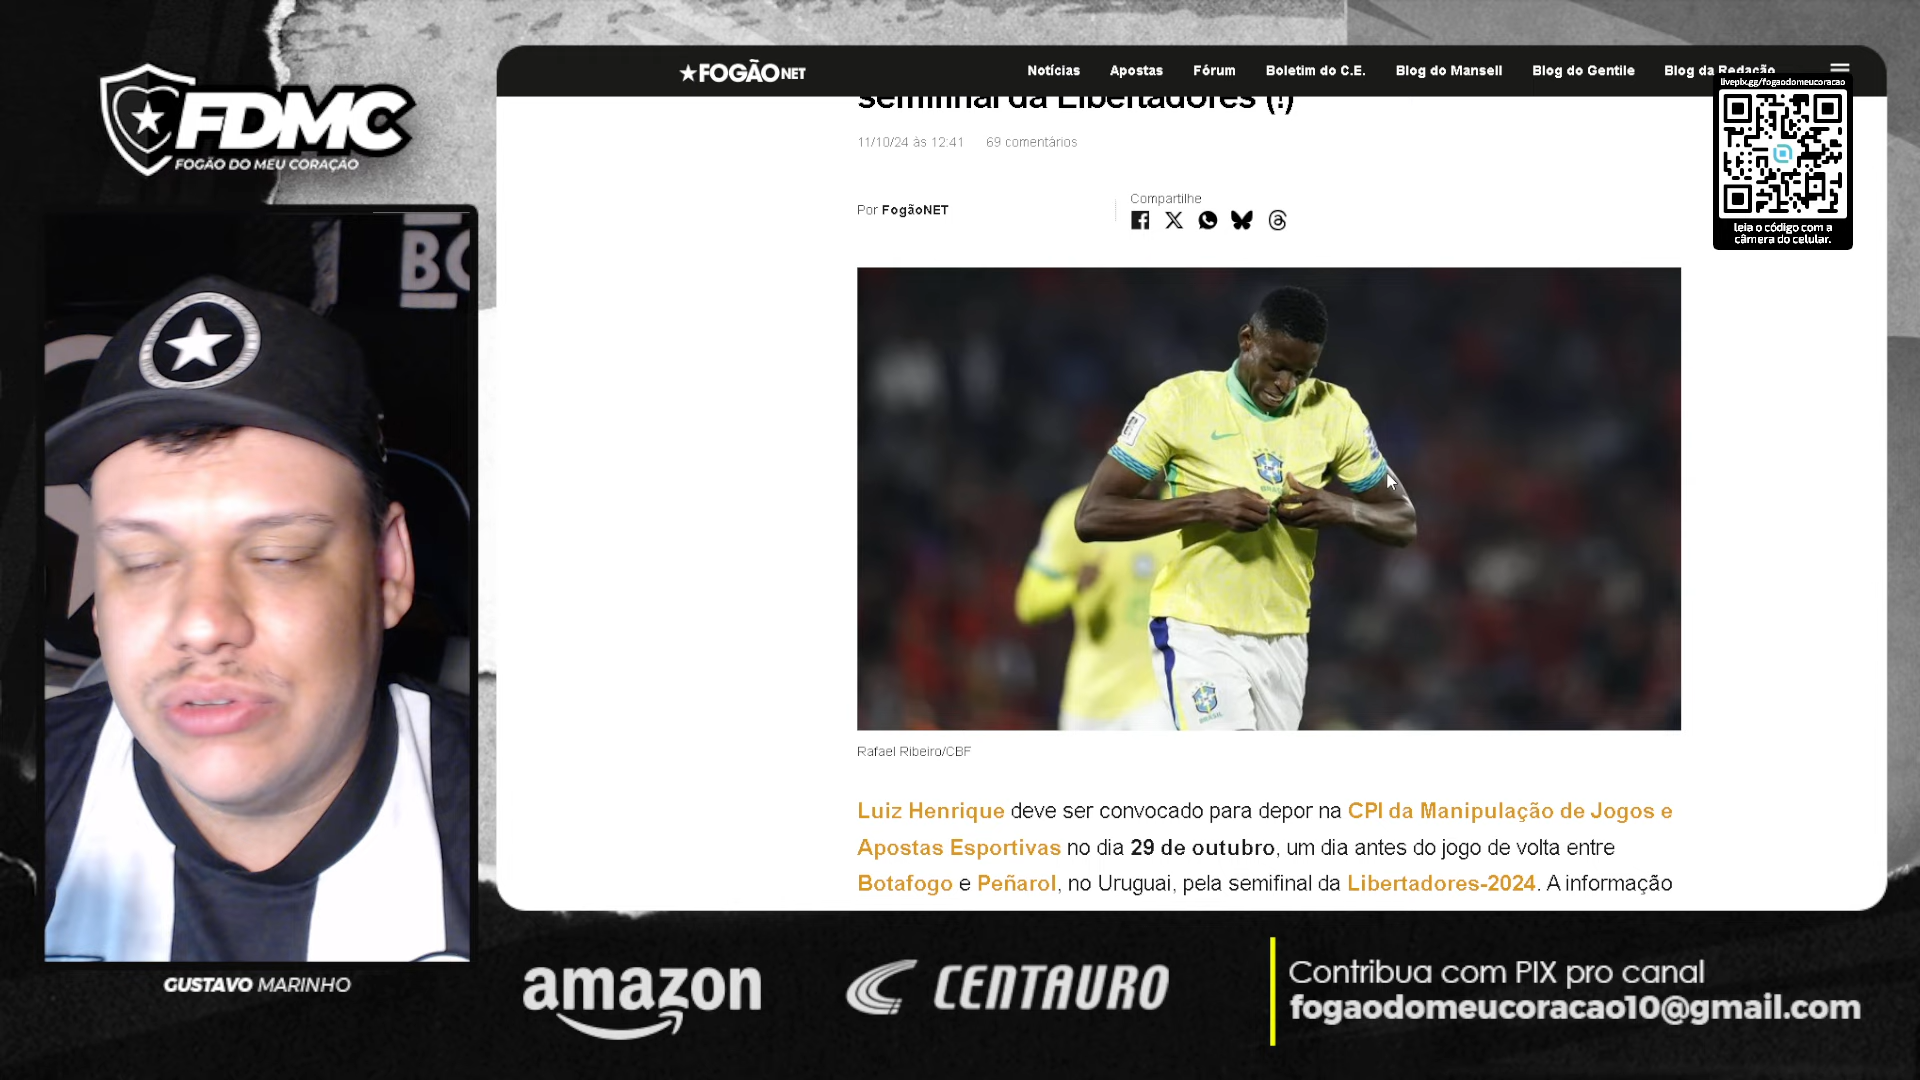 FDMC
FOGÃO DO MEU CORAÇÃO
FOGÃO NET
Notícias
Apostas
Fórum
Boletim do C.E.
Blog do Mansell
Blog do Gentile
Blog da Redação
livepix.gg/fogaodomeucoracao
leia o código com a
câmera do celular.
semifinal da Libertadores (!)
11/10/24 às 12:41 69 comentários
Por FogãoNET
Compartilhe
BRASIL
Rafael Ribeiro/CBF
Luiz Henrique deve ser convocado para depor na CPI da Manipulação de Jogos e
Apostas Esportivas no dia 29 de outubro, um dia antes do jogo de volta entre
Botafogo e Peñarol, no Uruguai, pela semifinal da Libertadores-2024. A informação
GUSTAVO MARINHO
amazon
CENTAURO
Contribua com PIX pro canal
fogaodomeucoracao10@gmail.com